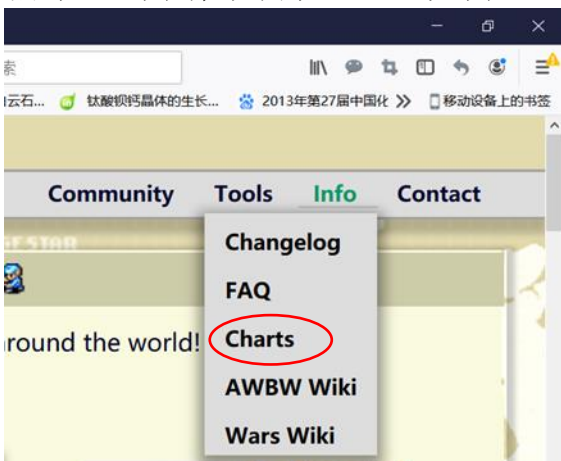 索
云石... 钛酸钡钙晶体的生长... 2013年第27届中国化 移动设备上的书签
Community Tools Info Contact
Changelog
FAQ
around the world!
Charts
AWBW Wiki
Wars Wiki